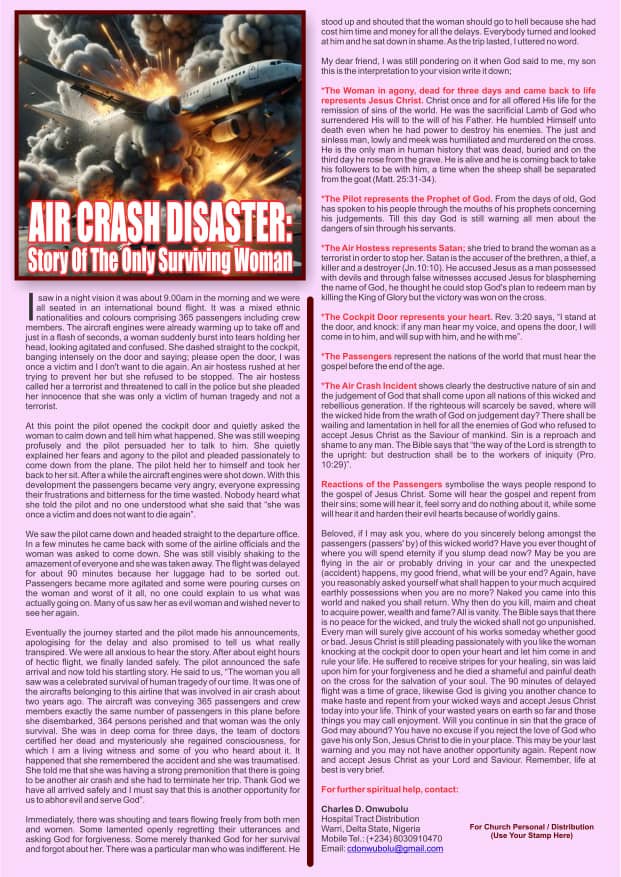 AIR CRASH DISASTER:
Story Of The Only Surviving Woman
I saw in a night vision it was about 9.00am in the morning and we were
all seated in an international bound flight. It was a mixed ethnic
nationalities and colours comprising 365 passengers including crew
members. The aircraft engines were already warming up to take off and
just in a flash of seconds, a woman suddenly burst into tears holding her
head, looking agitated and confused. She dashed straight to the cockpit,
banging intensely on the door and saying; please open the door, I was
once a victim and I don't want to die again. An air hostess rushed at her
trying to prevent her but she refused to be stopped. The air hostess
called her a terrorist and threatened to call in the police but she pleaded
her innocence that she was only a victim of human tragedy and not a
terrorist.
At this point the pilot opened the cockpit door and quietly asked the
woman to calm down and tell him what happened. She was still weeping
profusely and the pilot persuaded her to talk to him. She quietly
explained her fears and agony to the pilot and pleaded passionately to
come down from the plane. The pilot held her to himself and took her
back to her sit. After a while the aircraft engines were shot down. With this
development the passengers became very angry, everyone expressing
their frustrations and bitterness for the time wasted. Nobody heard what
she told the pilot and no one understood what she said that "she was
once a victim and does not want to die again".
We saw the pilot came down and headed straight to the departure office.
In a few minutes he came back with some of the airline officials and the
woman was asked to come down. She was still visibly shaking to the
amazement of everyone and she was taken away. The flight was delayed
for about 90 minutes because her luggage had to be sorted out.
Passengers became more agitated and some were pouring curses on
the woman and worst of it all, no one could explain to us what was
actually going on. Many of us saw her as evil woman and wished never to
see her again.
Eventually the journey started and the pilot made his announcements,
apologising for the delay and also promised to tell us what really
transpired. We were all anxious to hear the story. After about eight hours
of hectic flight, we finally landed safely. The pilot announced the safe
arrival and now told his startling story. He said to us, "The woman you all
saw was a celebrated survival of human tragedy of our time. It was one of
the aircrafts belonging to this airline that was involved in air crash about
two years ago. The aircraft was conveying 365 passengers and crew
members exactly the same number of passengers in this plane before
she disembarked, 364 persons perished and that woman was the only
survival. She was in deep coma for three days, the team of doctors
certified her dead and mysteriously she regained consciousness, for
which I am a living witness and some of you who heard about it. It
happened that she remembered the accident and she was traumatised.
She told me that she was having a strong premonition that there is going
to be another air crash and she had to terminate her trip. Thank God we
have all arrived safely and I must say that this is another opportunity for
us to abhor evil and serve God".
Immediately, there was shouting and tears flowing freely from both men
and women. Some lamented openly regretting their utterances and
asking God for forgiveness. Some merely thanked God for her survival
and forgot about her. There was a particular man who was indifferent. He
stood up and shouted that the woman should go to hell because she had
cost him time and money for all the delays. Everybody turned and looked
at him and he sat down in shame. As the trip lasted, I uttered no word.
My dear friend, I was still pondering on it when God said to me, my son
this is the interpretation to your vision write it down;
*The Woman in agony, dead for three days and came back to life
represents Jesus Christ. Christ once and for all offered His life for the
remission of sins of the world. He was the sacrificial Lamb of God who
surrendered His will to the will of his Father. He humbled Himself unto
death even when he had power to destroy his enemies. The just and
sinless man, lowly and meek was humiliated and murdered on the cross.
He is the only man in human history that was dead, buried and on the
third day he rose from the grave. He is alive and he is coming back to take
his followers to be with him, a time when the sheep shall be separated
from the goat (Matt. 25:31-34).
*The Pilot represents the Prophet of God. From the days of old, God
has spoken to his people through the mouths of his prophets concerning
his judgements. Till this day God is still warning all men about the
dangers of sin through his servants.
*The Air Hostess represents Satan; she tried to brand the woman as a
terrorist in order to stop her. Satan is the accuser of the brethren, a thief, a
killer and a destroyer (Jn.10:10). He accused Jesus as a man possessed
with devils and through false witnesses accused Jesus for blaspheming
the name of God, he thought he could stop God's plan to redeem man by
killing the King of Glory but the victory was won on the cross.
*The Cockpit Door represents your heart. Rev. 3:20 says, "I stand at
the door, and knock: if any man hear my voice, and opens the door, I will
come in to him, and will sup with him, and he with me".
*The Passengers represent the nations of the world that must hear the
gospel before the end of the age.
*The Air Crash Incident shows clearly the destructive nature of sin and
the judgement of God that shall come upon all nations of this wicked and
rebellious generation. If the righteous will scarcely be saved, where will
the wicked hide from the wrath of God on judgement day? There shall be
wailing and lamentation in hell for all the enemies of God who refused to
accept Jesus Christ as the Saviour of mankind. Sin is a reproach and
shame to any man. The Bible says that "the way of the Lord is strength to
the upright: but destruction shall be to the workers of iniquity (Pro.
10:29)".
Reactions of the Passengers symbolise the ways people respond to
the gospel of Jesus Christ. Some will hear the gospel and repent from
their sins; some will hear it, feel sorry and do nothing about it, while some
will hear it and harden their evil hearts because of worldly gains.
Beloved, if I may ask you, where do you sincerely belong amongst the
passengers (passers' by) of this wicked world? Have you ever thought of
where you will spend eternity if you slump dead now? May be you are
flying in the air or probably driving in your car and the unexpected
(accident) happens, my good friend, what will be your end? Again, have
you reasonably asked yourself what shall happen to your much acquired
earthly possessions when you are no more? Naked you came into this
world and naked you shall return. Why then do you kill, maim and cheat
to acquire power, wealth and fame? All is vanity. The Bible says that there
is no peace for the wicked, and truly the wicked shall not go unpunished.
Every man will surely give account of his works someday whether good
or bad. Jesus Christ is still pleading passionately with you like the woman
knocking at the cockpit door to open your heart and let him come in and
rule your life. He suffered to receive stripes for your healing, sin was laid
upon him for your forgiveness and he died a shameful and painful death
on the cross for the salvation of your soul. The 90 minutes of delayed
flight was a time of grace, likewise God is giving you another chance to
make haste and repent from your wicked ways and accept Jesus Christ
today into your life. Think of your wasted years on earth so far and those
things you may call enjoyment. Will you continue in sin that the grace of
God may abound? You have no excuse if you reject the love of God who
gave his only Son, Jesus Christ to die in your place. This may be your last
warning and you may not have another opportunity again. Repent now
and accept Jesus Christ as your Lord and Saviour. Remember, life at
best is very brief.
For further spiritual help, contact:
Charles D. Onwubolu
Hospital Tract Distribution
Warri, Delta State, Nigeria
Mobile Tel.: (+234) 8030910470
Email: cdonwubolu@gmail.com
For Church Personal / Distribution
(Use Your Stamp Here)